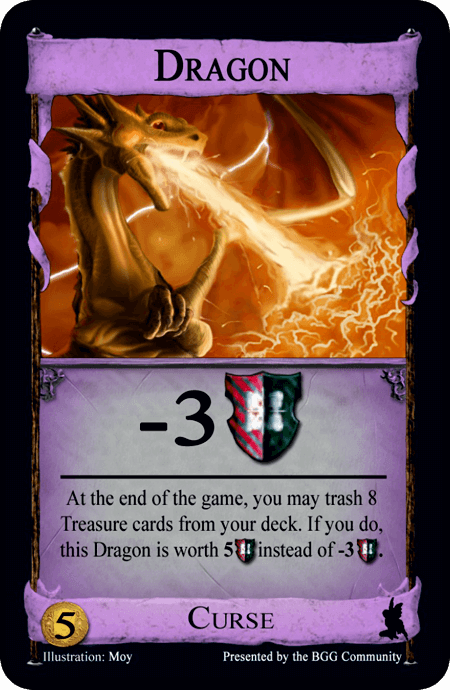 DRAGON
-3
At the end of the game, you may trash 8
Treasure cards from your deck. If you do,
this Dragon is worth 5 instead of -3 .
5 CURSE
Illustration: Moy Presented by the BGG Community